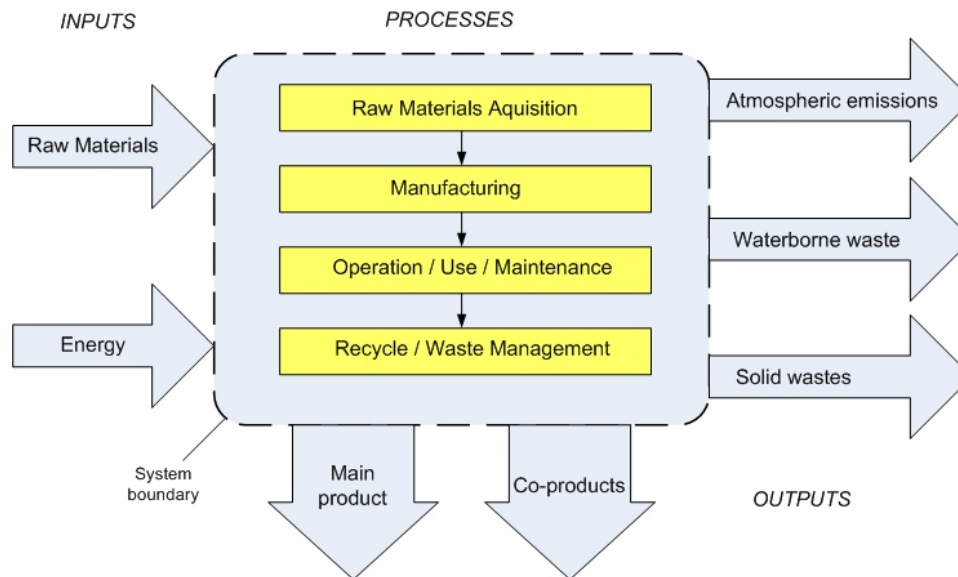 INPUTS
PROCESSES
Raw Materials Aquisition
Atmospheric emissions
Raw Materials
Manufacturing
Waterborne waste
Operation / Use / Maintenance
Energy
Recycle / Waste Management
Solid wastes
System
boundary
Main
product
Co-products
OUTPUTS